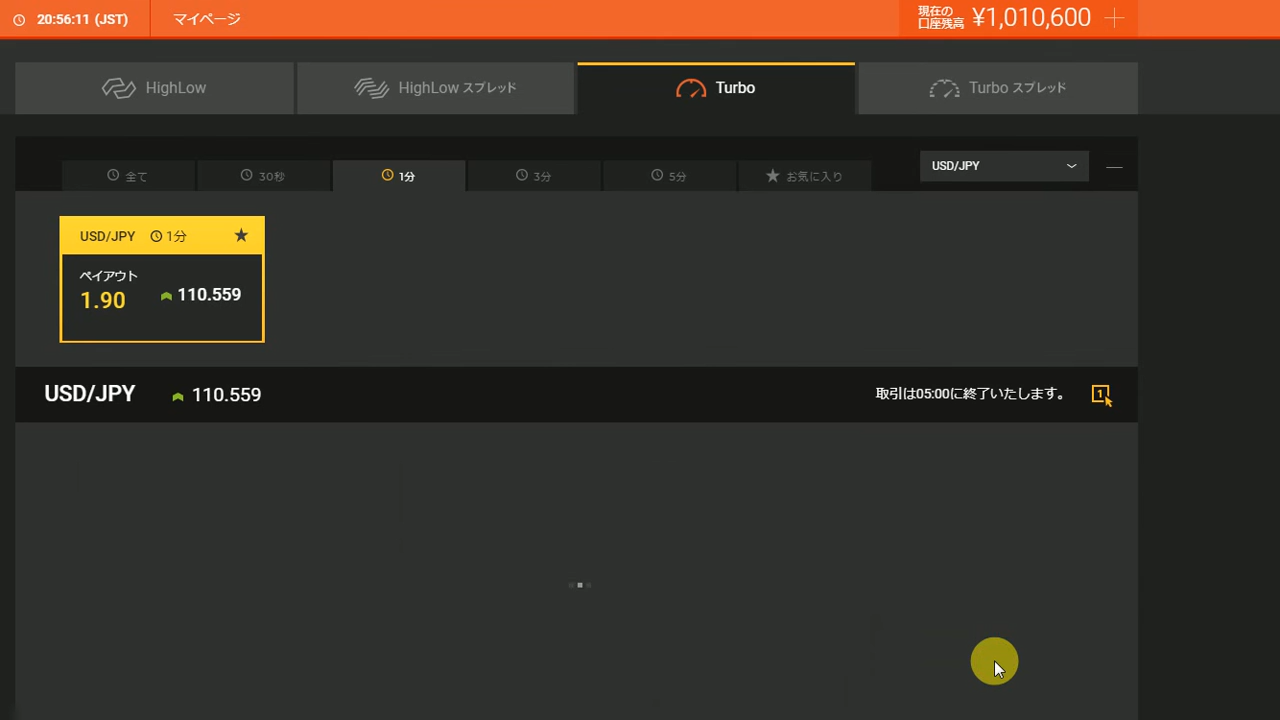 20:56:11 (JST)
マイページ
現在の
口座残高
¥1,010,600
HighLow
HighLow スプレッド
Turbo
Turbo スプレッド
全て
30秒
1分
3分
5分
お気に入り
USD/JPY
USD/JPY
1分
ペイアウト
1.90
110.559
USD/JPY
110.559
取引は05:00に終了いたします。
1